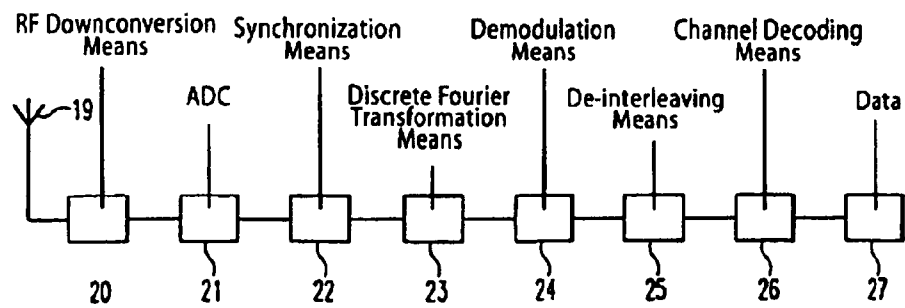 RF Downconversion
Means
Synchronization
Means
Demodulation
Means
Channel Decoding
Means
19
ADC
Discrete Fourier
Transformation
Means
De-interleaving
Means
Data
20
21
22
23
24
25
26
27